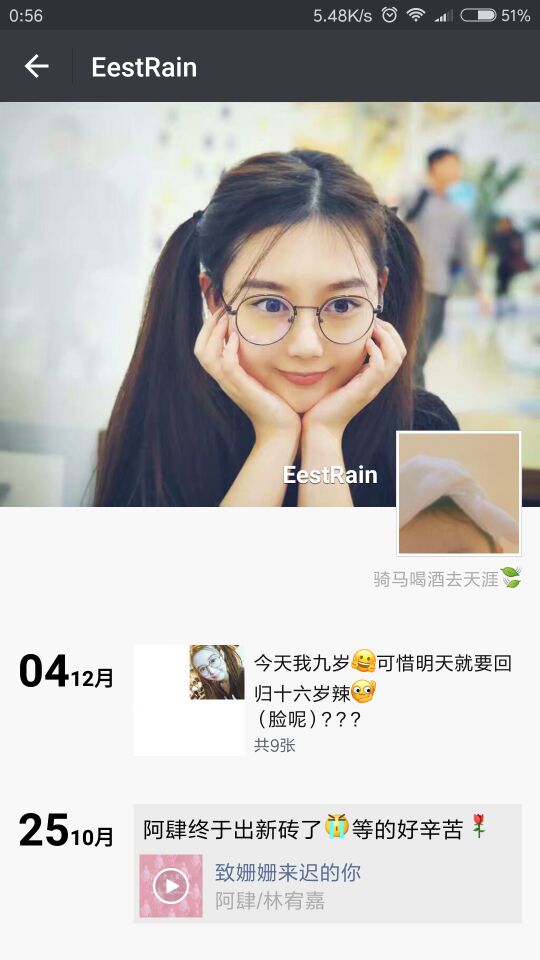 0:56 5.48K/s 51%
EestRain
EestRain
骑马喝酒去天涯🍃
04 12月
今天我九岁🤗可惜明天就要回
归十六岁辣👋
（脸呢）???
共9张
25 10月
阿肆终于出新砖了😭等的好辛苦🌹
致姗姗来迟的你
阿肆/林宥嘉